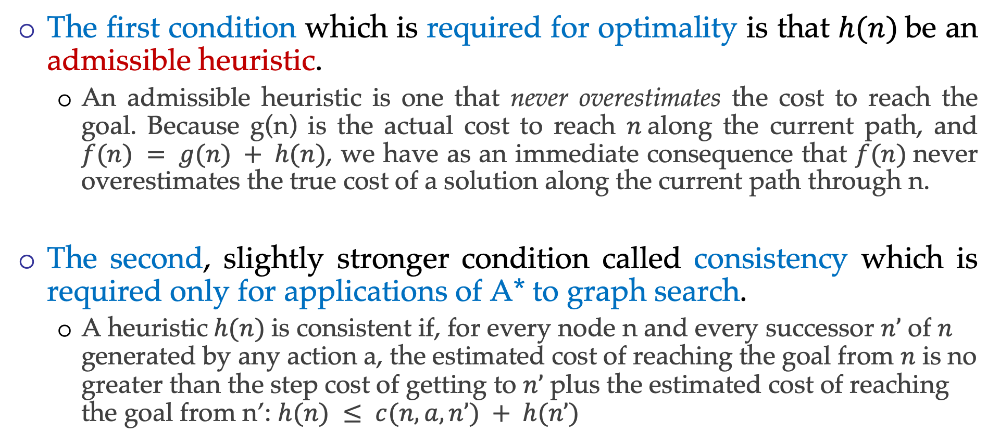 ○ The first condition which is required for optimality is that h(n) be an
admissible heuristic.
○ An admissible heuristic is one that never overestimates the cost to reach the
goal. Because g(n) is the actual cost to reach n along the current path, and
f(n) = g(n) + h(n), we have as an immediate consequence that f(n) never
overestimates the true cost of a solution along the current path through n.
○ The second, slightly stronger condition called consistency which is
required only for applications of A* to graph search.
○ A heuristic h(n) is consistent if, for every node n and every successor n’ of n
generated by any action a, the estimated cost of reaching the goal from n is no
greater than the step cost of getting to n’ plus the estimated cost of reaching
the goal from n′: h(n) ≤ c(n, a, n’) + h(n’)